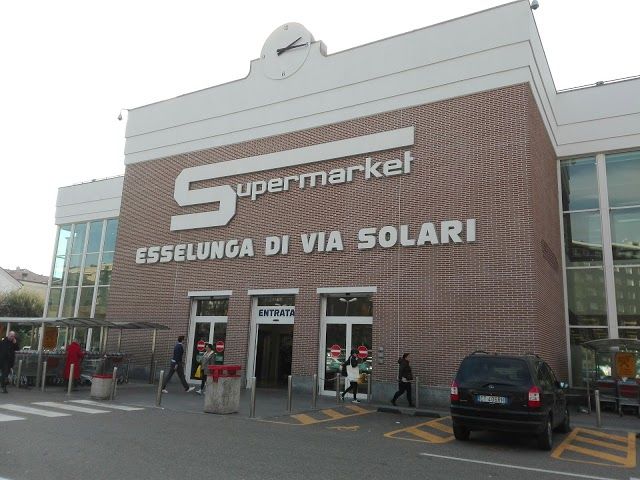 Supermarket
ESSELUNGA DI VIA SOLARI
ENTRATA